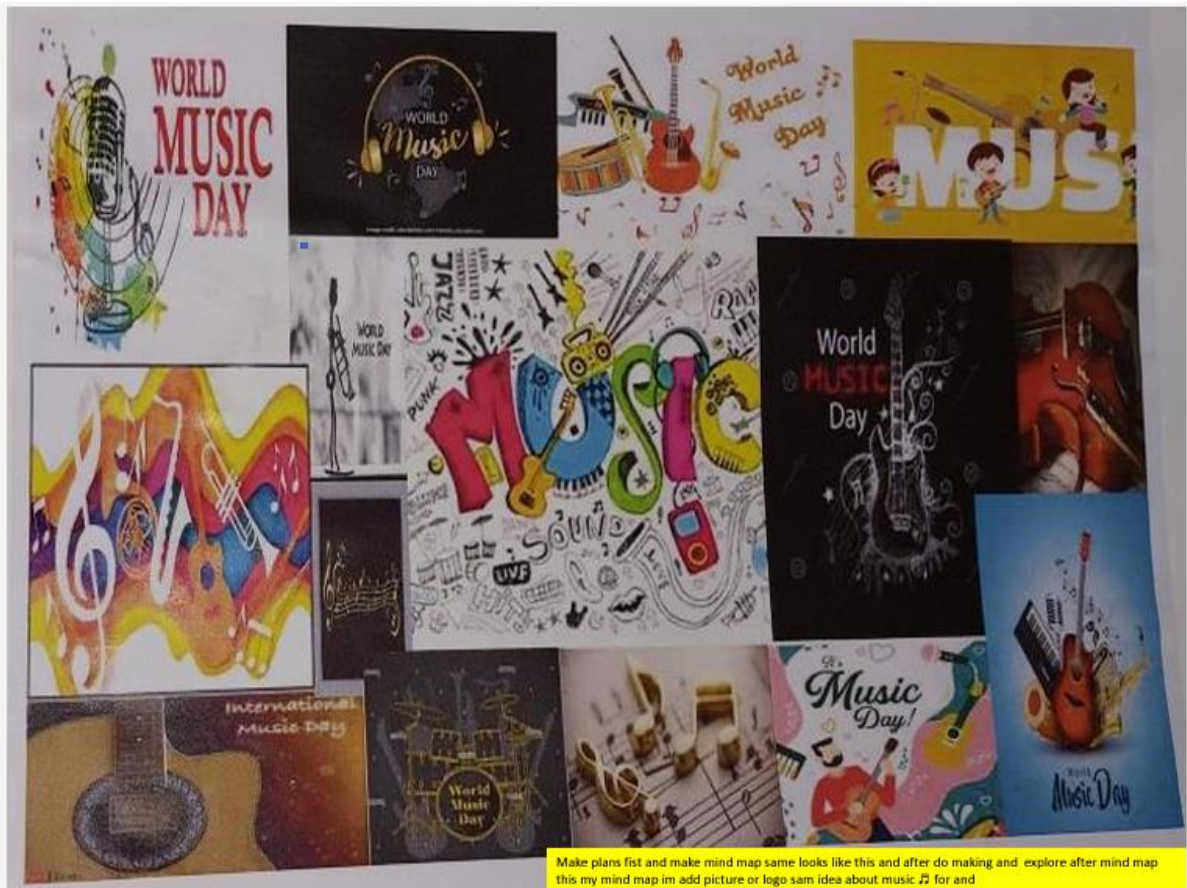 WORLD
MUSIC
DAY
WORLD
Music
DAY
World
Music
Day
MUS
WORLD
MUSIC DAY
JAZZ
PUNK
MUSIC
SOUND
LIVE
HITS
BASS
World
MUSIC
Day
International
Music Day
World
Music
Day
It's
Music
Day!
Music Day
Make plans fist and make mind map same looks like this and after do making and explore after mind map
this my mind map im add picture or logo sam idea about music ♫ for and